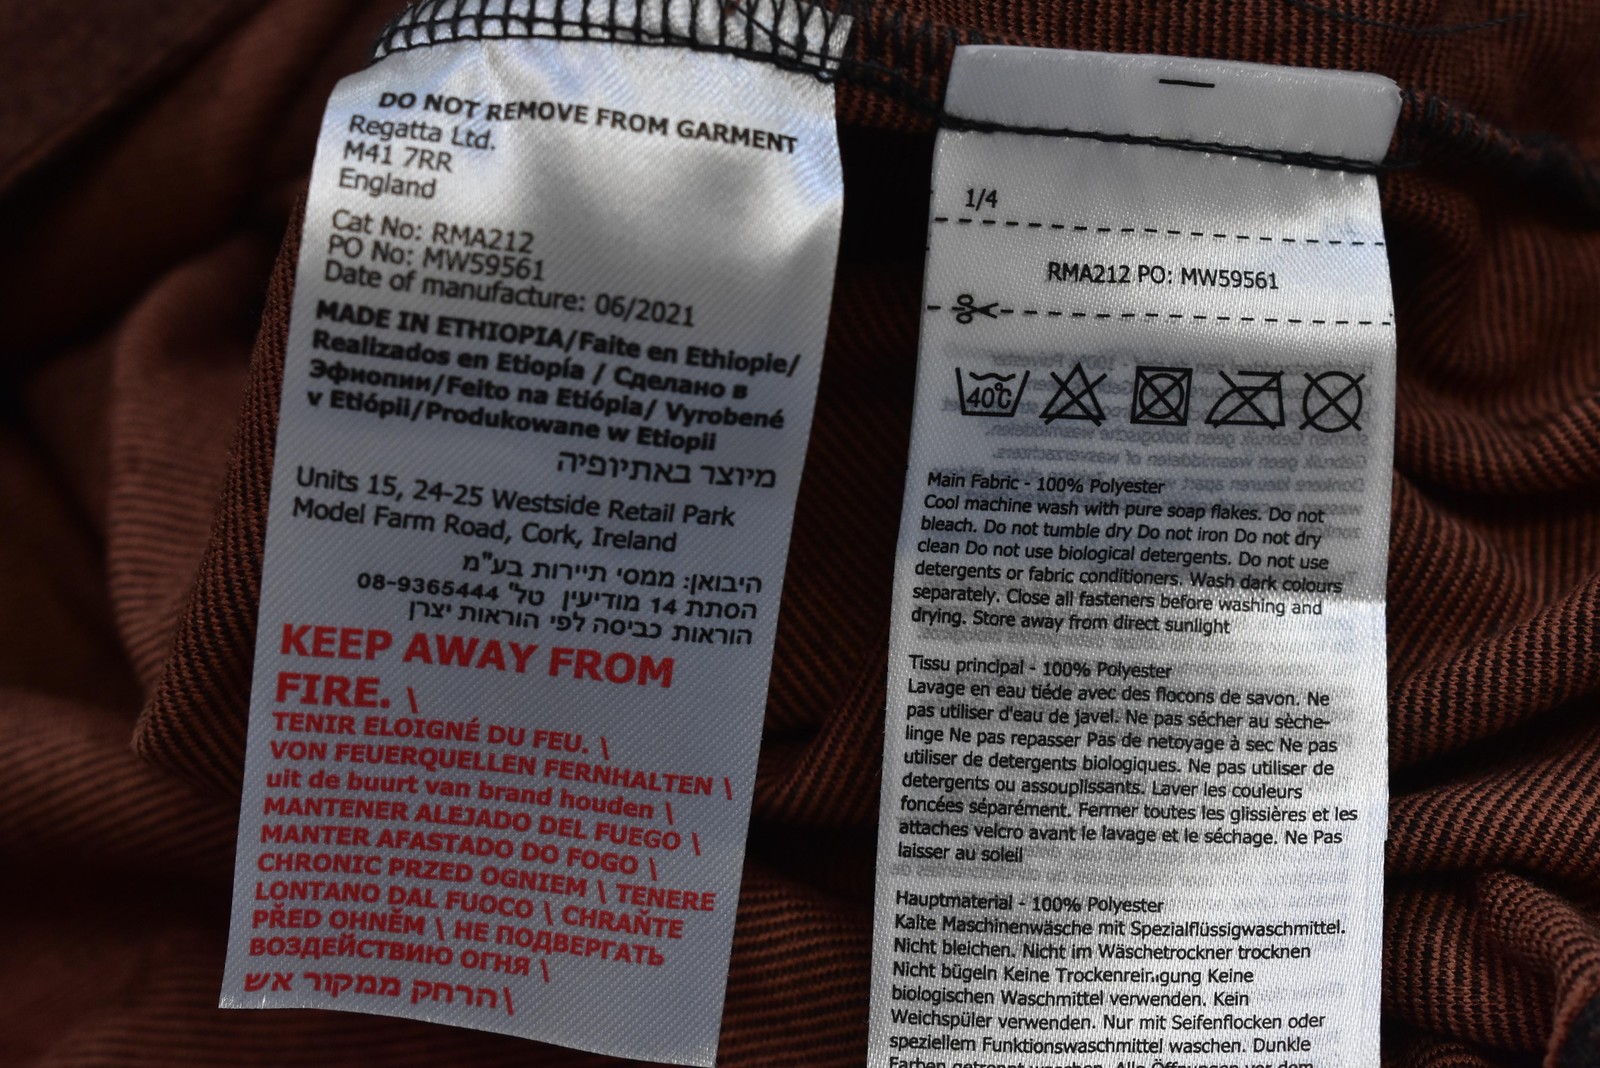 DO NOT REMOVE FROM GARMENT
Regatta Ltd.
M41 7RR
England
Cat No: RMA212
PO No: MW59561
Date of manufacture: 06/2021
MADE IN ETHIOPIA/Faite en Ethiopie/
Realizados en Etiopía / Сделано в
Эфиопии/Feito na Etiópia/ Vyrobené
v Etiópii/Produkowane w Etiopii
מיוצר באתיופיה
Units 15, 24-25 Westside Retail Park
Model Farm Road, Cork, Ireland
היבואן: ממסי תיירות בע"מ
הסתת 14 מודיעין טל' 08-9365444
הוראות כביסה לפי הוראות יצרן
KEEP AWAY FROM
FIRE. \
TENIR ELOIGNÉ DU FEU. \
VON FEUERQUELLEN FERNHALTEN \
uit de buurt van brand houden \
MANTENER ALEJADO DEL FUEGO \
MANTER AFASTADO DO FOGO \
CHRONIC PRZED OGNIEM \ TENERE
LONTANO DAL FUOCO \ CHRAŇTE
PŘED OHNĚM \ НЕ ПОДВЕРГАТЬ
ВОЗДЕЙСТВИЮ ОГНЯ \
הרחק ממקור אש\
1/4
RMA212 PO: MW59561
40°C
Main Fabric - 100% Polyester
Cool machine wash with pure soap flakes. Do not
bleach. Do not tumble dry Do not iron Do not dry
clean Do not use biological detergents. Do not use
detergents or fabric conditioners. Wash dark colours
separately. Close all fasteners before washing and
drying. Store away from direct sunlight
Tissu principal - 100% Polyester
Lavage en eau tiéde avec des flocons de savon. Ne
pas utiliser d'eau de javel. Ne pas sécher au sèche-
linge Ne pas repasser Pas de netoyage à sec Ne pas
utiliser de detergents biologiques. Ne pas utiliser de
detergents ou assouplissants. Laver les couleurs
foncées séparément. Fermer toutes les glissières et les
attaches velcro avant le lavage et le séchage. Ne Pas
laisser au soleil
Hauptmaterial - 100% Polyester
Kalte Maschinenwäsche mit Spezialflüssigwaschmittel.
Nicht bleichen. Nicht im Wäschetrockner trocknen
Nicht bügeln Keine Trockenreinigung Keine
biologischen Waschmittel verwenden. Kein
Weichspüler verwenden. Nur mit Seifenflocken oder
speziellem Funktionswaschmittel waschen. Dunkle
Farben getrennt waschen. Alle Öffnungen vor dem